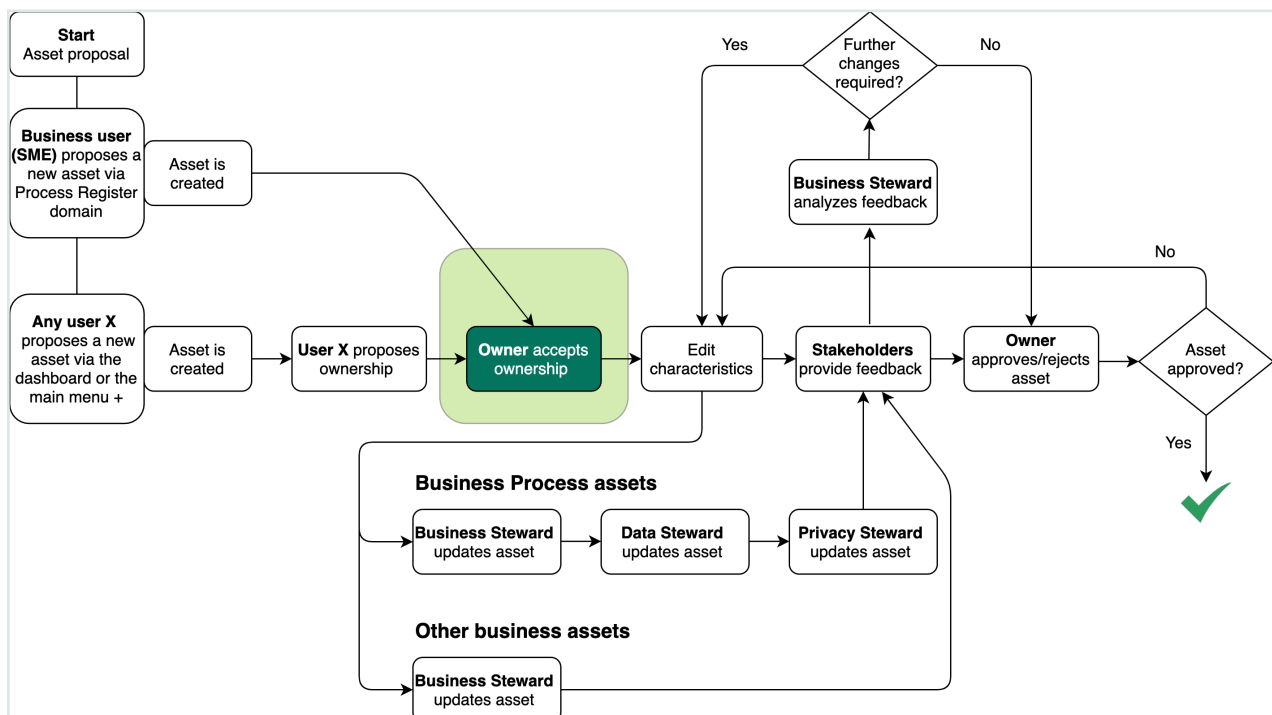 Start
Asset proposal
Business user
(SME) proposes a
new asset via
Process Register
domain
Asset is
created
Any user X
proposes a new
asset via the
dashboard or the
main menu +
Asset is
created
User X proposes
ownership
Owner accepts
ownership
Edit
characteristics
Stakeholders
provide feedback
Business Steward
analyzes feedback
Further
changes
required?
Yes
No
Owner
approves/rejects
asset
Asset
approved?
No
Yes
Business Process assets
Business Steward
updates asset
Data Steward
updates asset
Privacy Steward
updates asset
Other business assets
Business Steward
updates asset